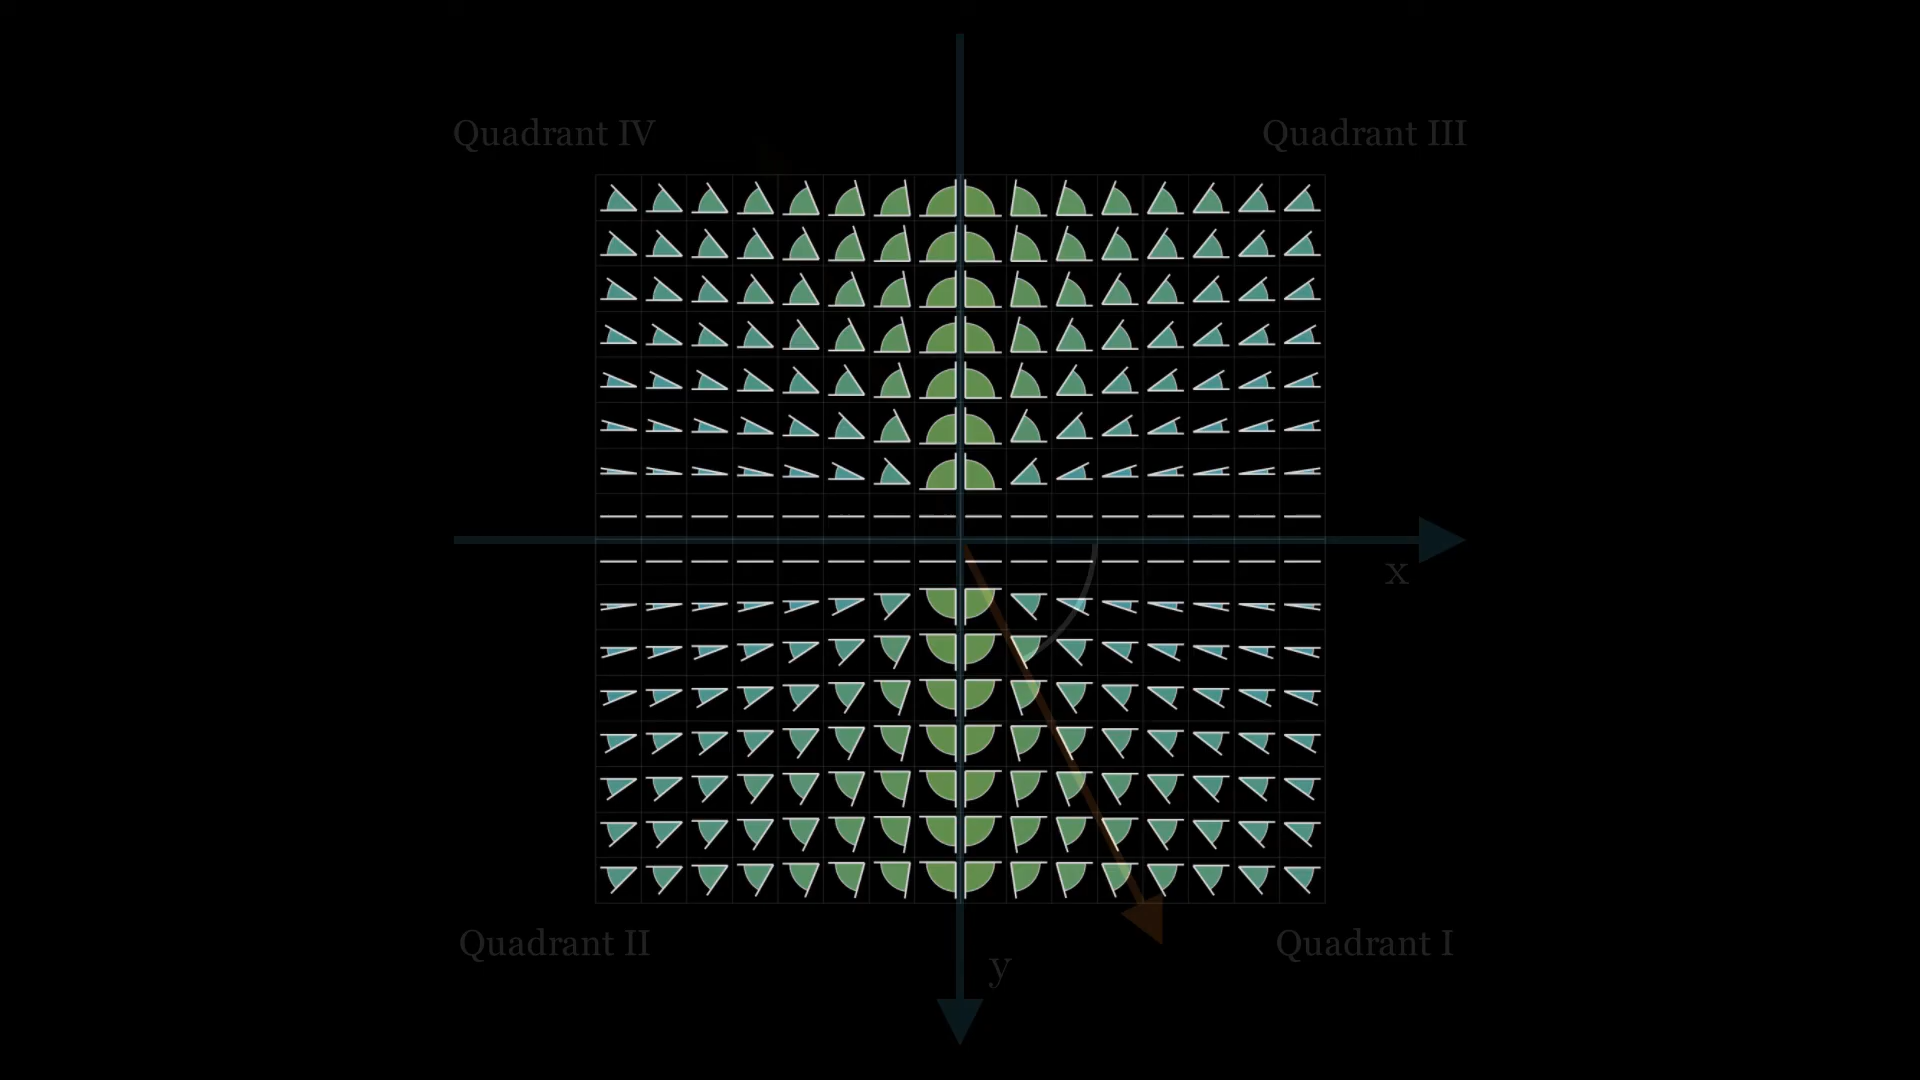 Quadrant IV
Quadrant III
x
Quadrant II
Quadrant I
y